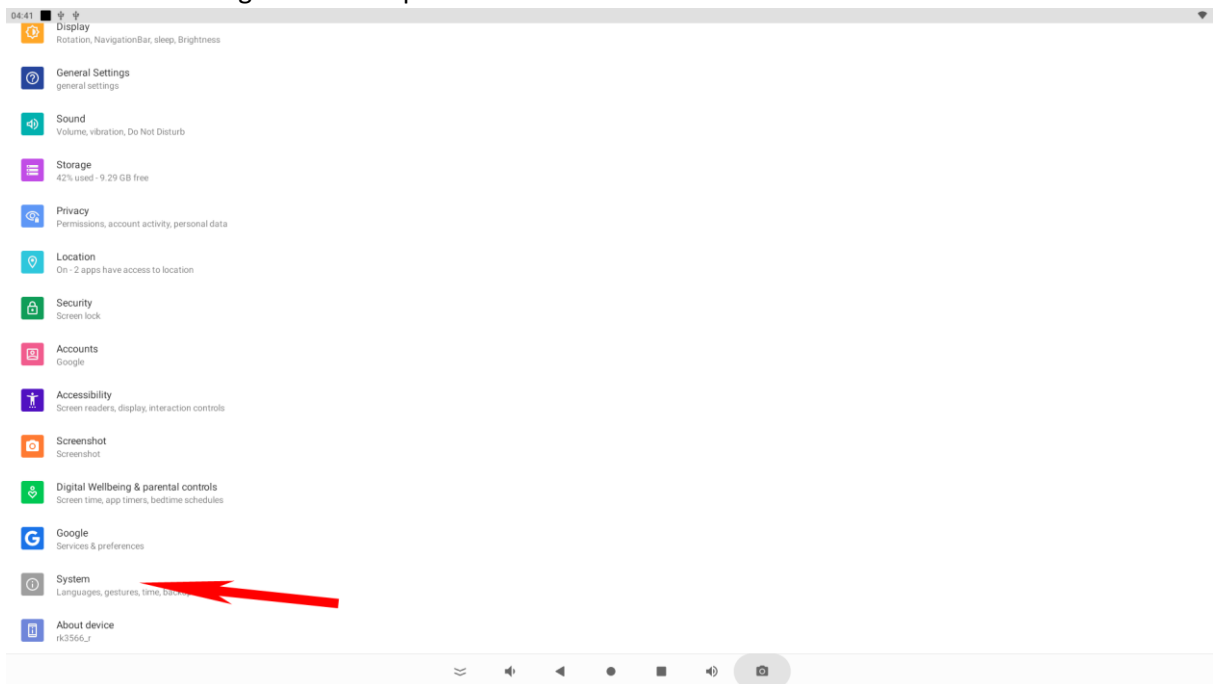 04:41
Display
Rotation, NavigationBar, sleep, Brightness
General Settings
general settings
Sound
Volume, vibration, Do Not Disturb
Storage
42% used - 9.29 GB free
Privacy
Permissions, account activity, personal data
Location
On - 2 apps have access to location
Security
Screen lock
Accounts
Google
Accessibility
Screen readers, display, interaction controls
Screenshot
Screenshot
Digital Wellbeing & parental controls
Screen time, app timers, bedtime schedules
Google
Services & preferences
System
Languages, gestures, time,
About device
rk3566_r